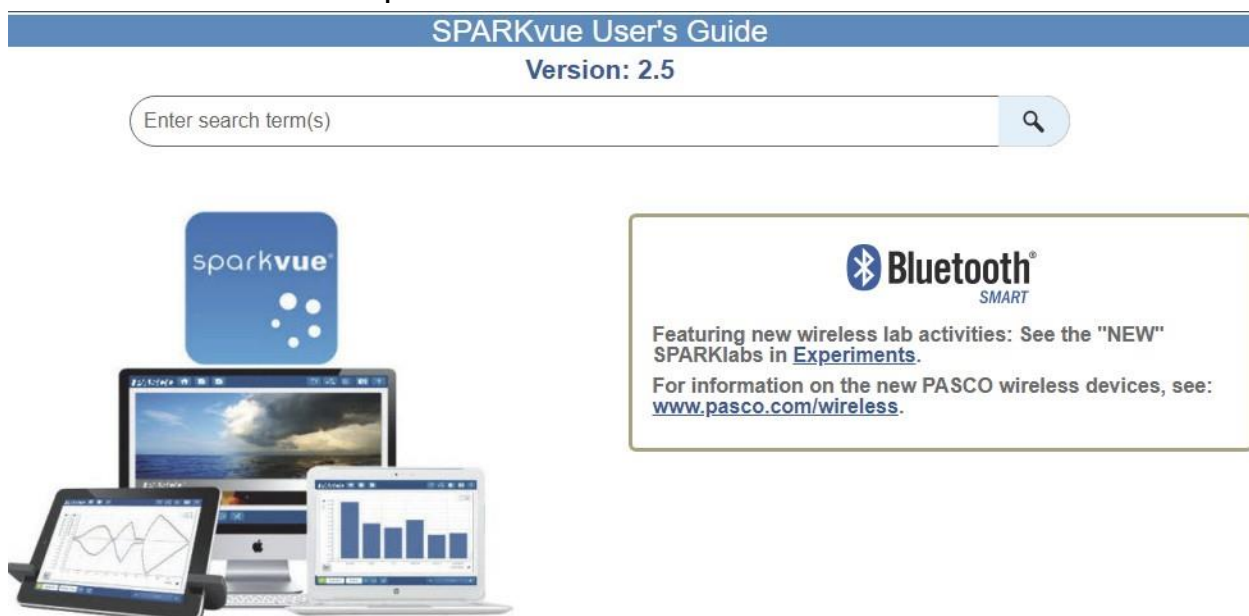 SPARKvue User's Guide
Version: 2.5
Enter search term(s)
sparkvue
Bluetooth®
SMART
Featuring new wireless lab activities: See the "NEW"
SPARKlabs in Experiments.
For information on the new PASCO wireless devices, see:
www.pasco.com/wireless.
PASCO